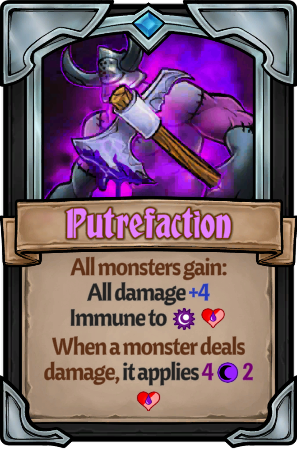 Putrefaction
All monsters gain:
All damage +4
Immune to
When a monster deals
damage, it applies 4 2